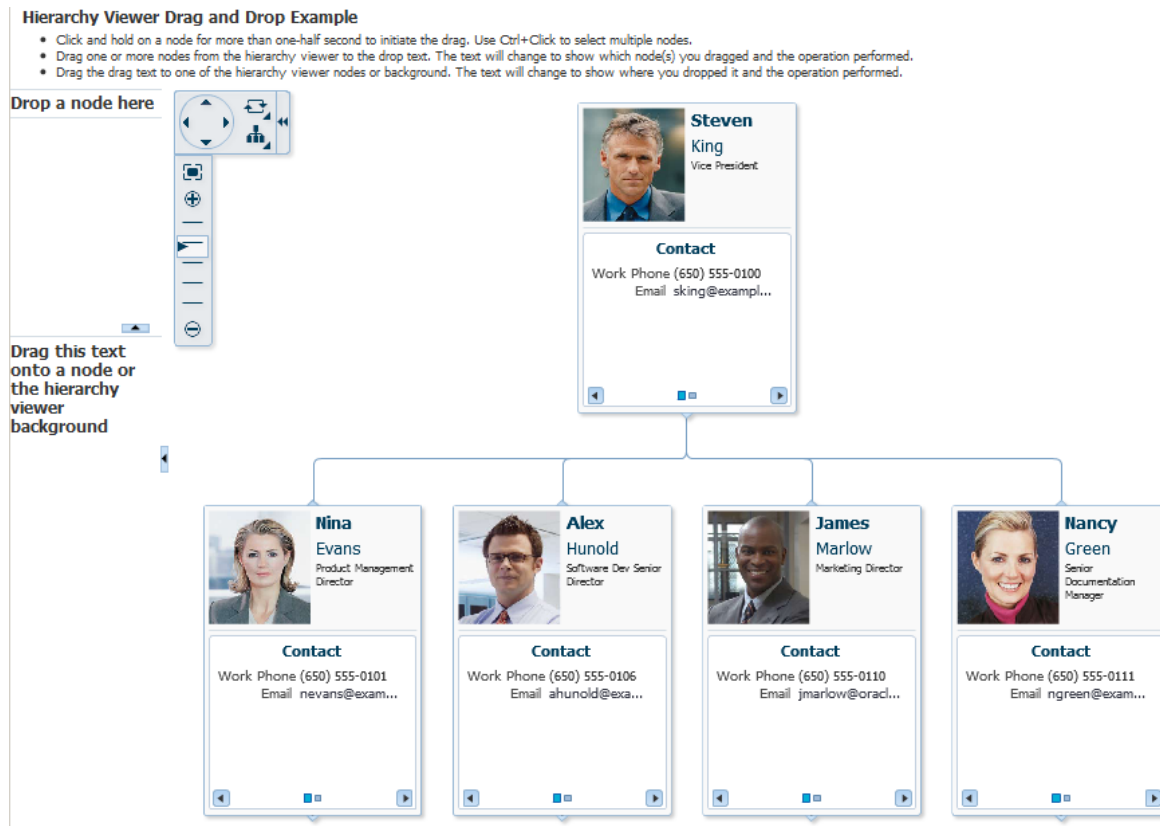 Hierarchy Viewer Drag and Drop Example
• Click and hold on a node for more than one-half second to initiate the drag. Use Ctrl+Click to select multiple nodes.
• Drag one or more nodes from the hierarchy viewer to the drop text. The text will change to show which node(s) you dragged and the operation performed.
• Drag the drag text to one of the hierarchy viewer nodes or background. The text will change to show where you dropped it and the operation performed.
Drop a node here
Drag this text
onto a node or
the hierarchy
viewer
background
Steven
King
Vice President
Contact
Work Phone (650) 555-0100
Email sking@exampl...
Nina
Evans
Product Management
Director
Contact
Work Phone (650) 555-0101
Email nevans@exam...
Alex
Hunold
Software Dev Senior
Director
Contact
Work Phone (650) 555-0106
Email ahunold@exa...
James
Marlow
Marketing Director
Contact
Work Phone (650) 555-0110
Email jmarlow@oracl...
Nancy
Green
Senior
Documentation
Manager
Contact
Work Phone (650) 555-0111
Email ngreen@exam...